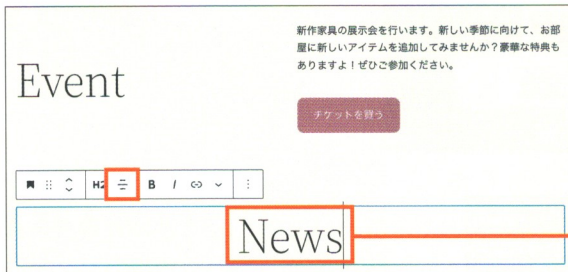 新作家具の展示会を行います。新しい季節に向けて、お部
屋に新しいアイテムを追加してみませんか？豪華な特典も
ありますよ！ぜひご参加ください。
Event
チケットを買う
H2 B I
News